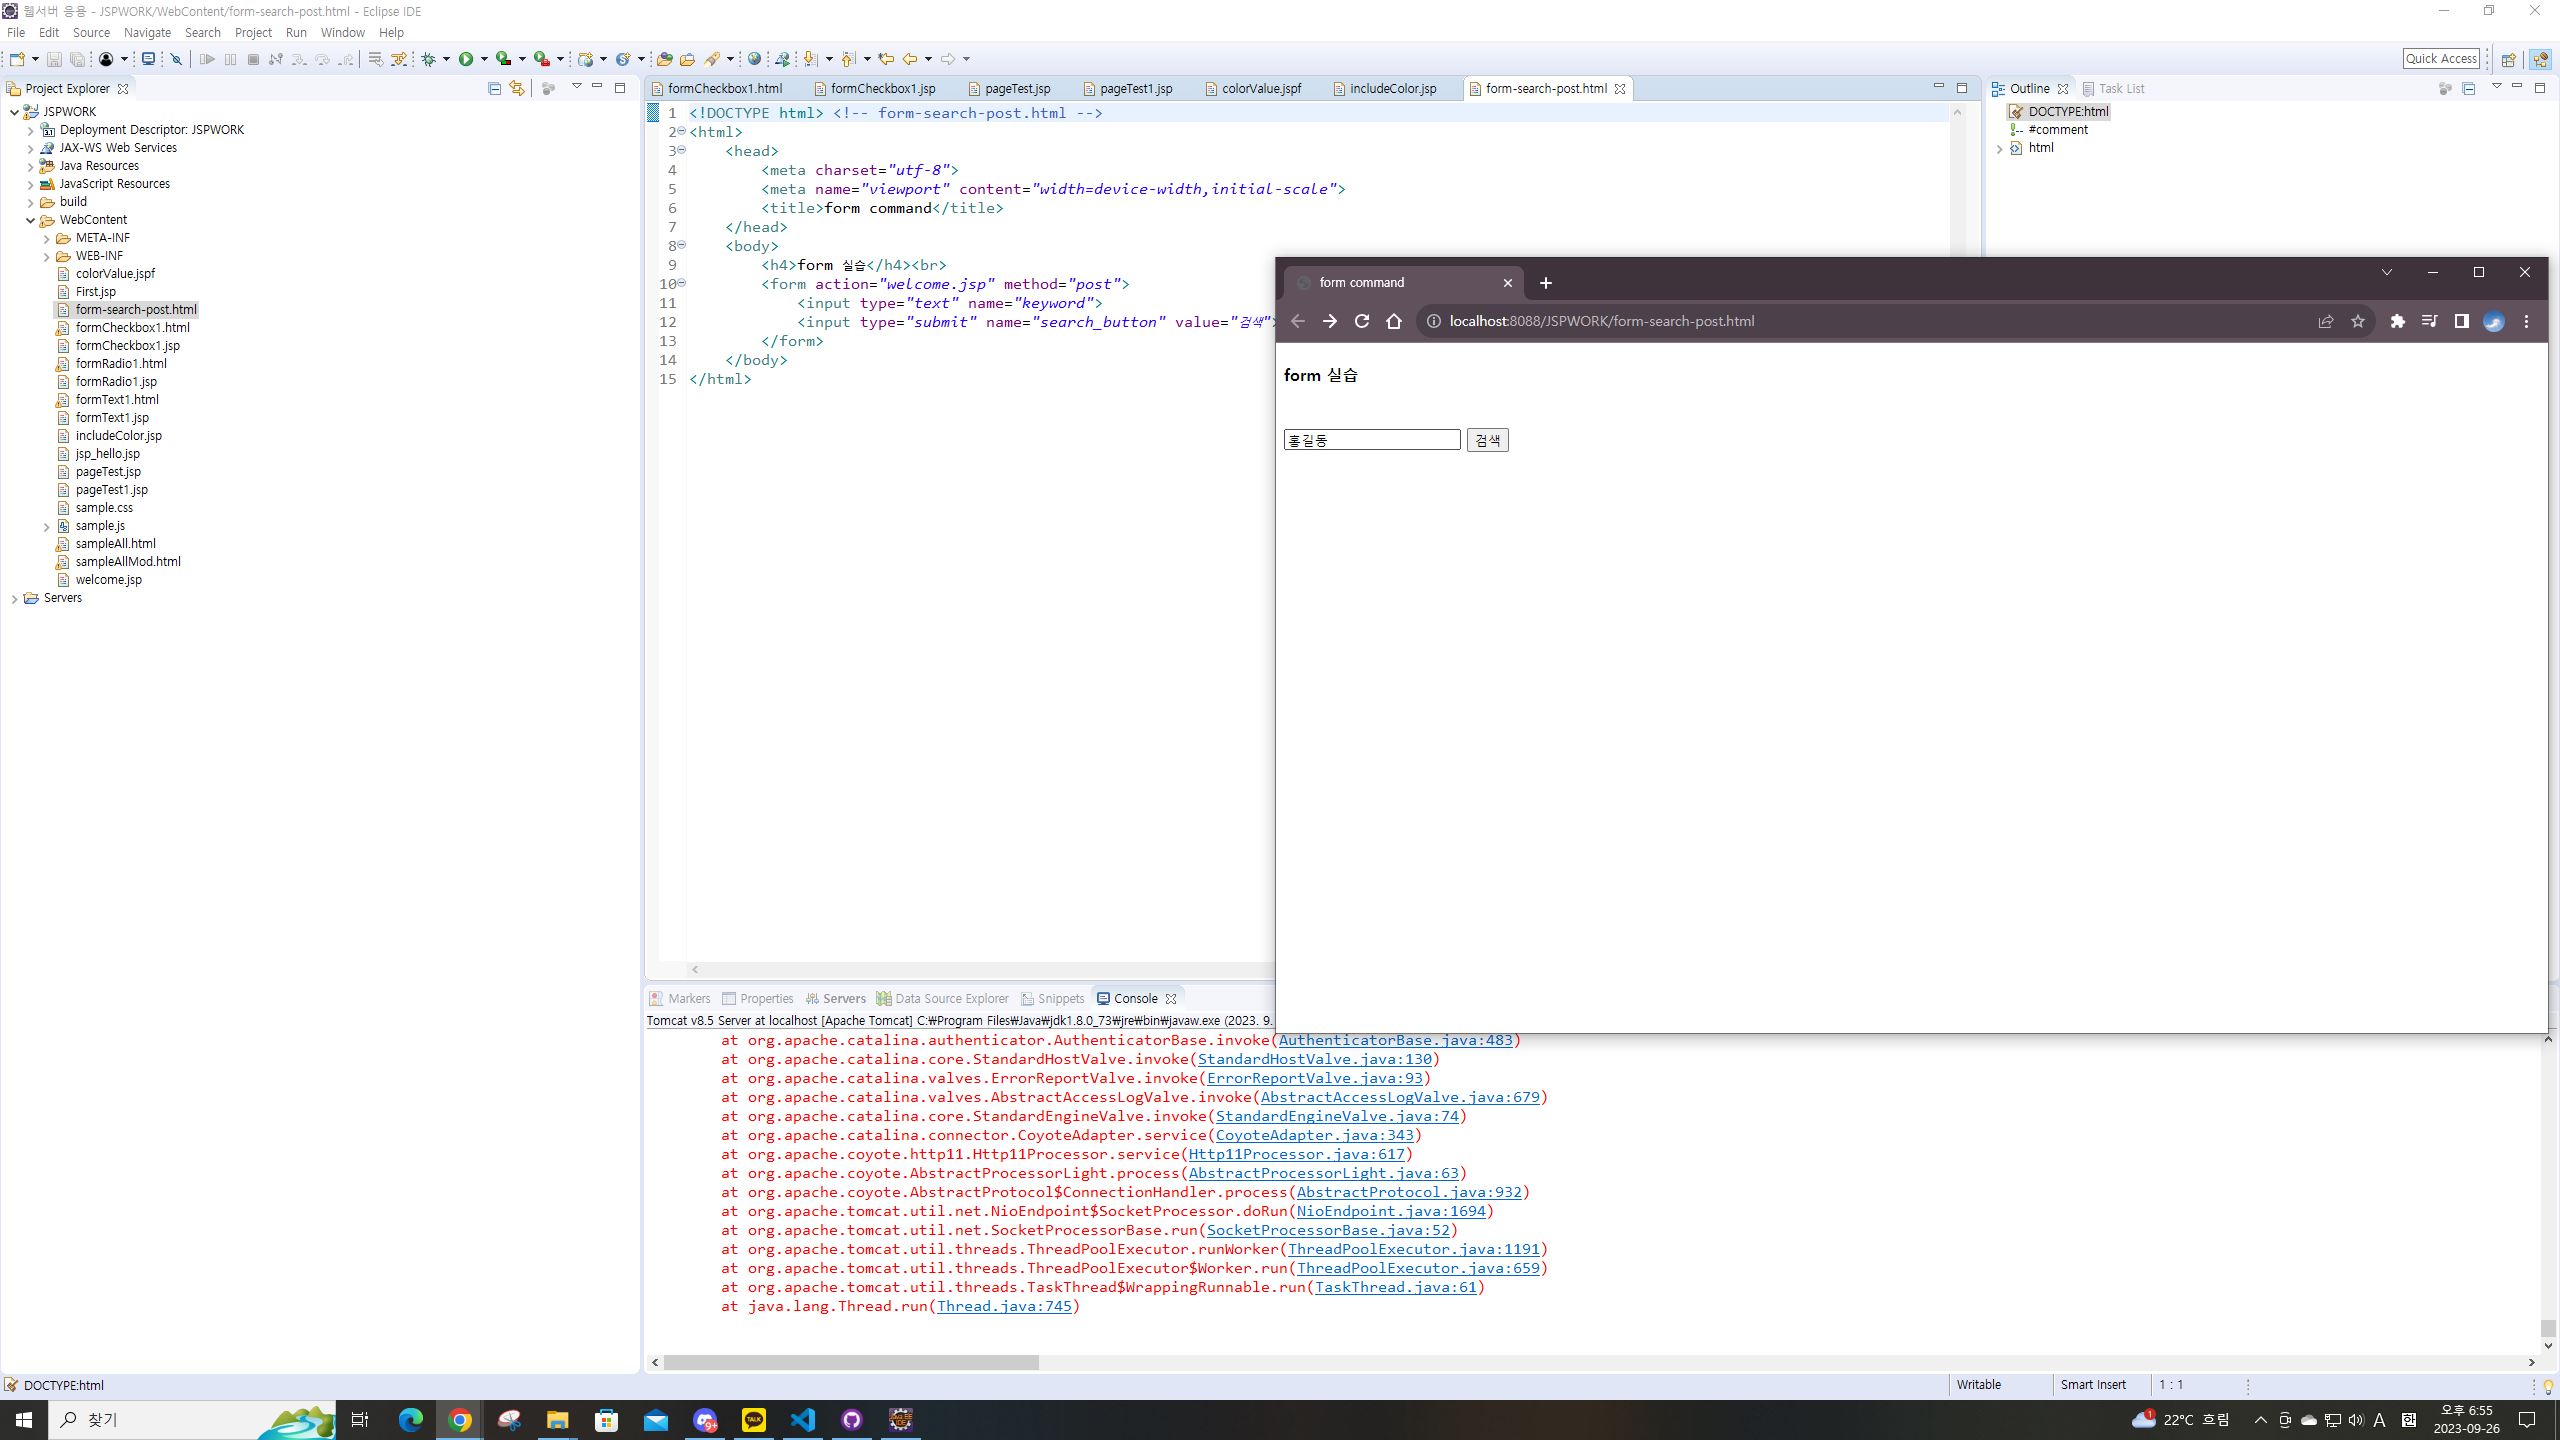 웹서버 응용 - JSPWORK/WebContent/form-search-post.html - Eclipse IDE
File Edit Source Navigate Search Project Run Window Help
Quick Access
Project Explorer
JSPWORK
Deployment Descriptor: JSPWORK
JAX-WS Web Services
Java Resources
JavaScript Resources
build
WebContent
META-INF
WEB-INF
colorValue.jspf
First.jsp
form-search-post.html
formCheckbox1.html
formCheckbox1.jsp
formRadio1.html
formRadio1.jsp
formText1.html
formText1.jsp
includeColor.jsp
jsp_hello.jsp
pageTest.jsp
pageTest1.jsp
sample.css
sample.js
sampleAll.html
sampleAllMod.html
welcome.jsp
Servers
formCheckbox1.html formCheckbox1.jsp pageTest.jsp pageTest1.jsp colorValue.jspf includeColor.jsp form-search-post.html
1 <!DOCTYPE html> <!-- form-search-post.html -->
2 <html>
3 <head>
4 <meta charset="utf-8">
5 <meta name="viewport" content="width=device-width,initial-scale">
6 <title>form command</title>
7 </head>
8 <body>
9 <h4>form 실습</h4><br>
10 <form action="welcome.jsp" method="post">
11 <input type="text" name="keyword">
12 <input type="submit" name="search_button" value="검색">
13 </form>
14 </body>
15 </html>
Outline Task List
DOCTYPE:html
#comment
html
form command
localhost:8088/JSPWORK/form-search-post.html
form 실습
홍길동 검색
Markers Properties Servers Data Source Explorer Snippets Console
Tomcat v8.5 Server at localhost [Apache Tomcat] C:₩Program Files₩Java₩jdk1.8.0_73₩jre₩bin₩javaw.exe (2023. 9.
at org.apache.catalina.authenticator.AuthenticatorBase.invoke(AuthenticatorBase.java:483)
at org.apache.catalina.core.StandardHostValve.invoke(StandardHostValve.java:130)
at org.apache.catalina.valves.ErrorReportValve.invoke(ErrorReportValve.java:93)
at org.apache.catalina.valves.AbstractAccessLogValve.invoke(AbstractAccessLogValve.java:679)
at org.apache.catalina.core.StandardEngineValve.invoke(StandardEngineValve.java:74)
at org.apache.catalina.connector.CoyoteAdapter.service(CoyoteAdapter.java:343)
at org.apache.coyote.http11.Http11Processor.service(Http11Processor.java:617)
at org.apache.coyote.AbstractProcessorLight.process(AbstractProcessorLight.java:63)
at org.apache.coyote.AbstractProtocol$ConnectionHandler.process(AbstractProtocol.java:932)
at org.apache.tomcat.util.net.NioEndpoint$SocketProcessor.doRun(NioEndpoint.java:1694)
at org.apache.tomcat.util.net.SocketProcessorBase.run(SocketProcessorBase.java:52)
at org.apache.tomcat.util.threads.ThreadPoolExecutor.runWorker(ThreadPoolExecutor.java:1191)
at org.apache.tomcat.util.threads.ThreadPoolExecutor$Worker.run(ThreadPoolExecutor.java:659)
at org.apache.tomcat.util.threads.TaskThread$WrappingRunnable.run(TaskThread.java:61)
at java.lang.Thread.run(Thread.java:745)
DOCTYPE:html Writable Smart Insert 1 : 1
찾기 9+ TALK 1 22°C 흐림 A 한 오후 6:55
2023-09-26